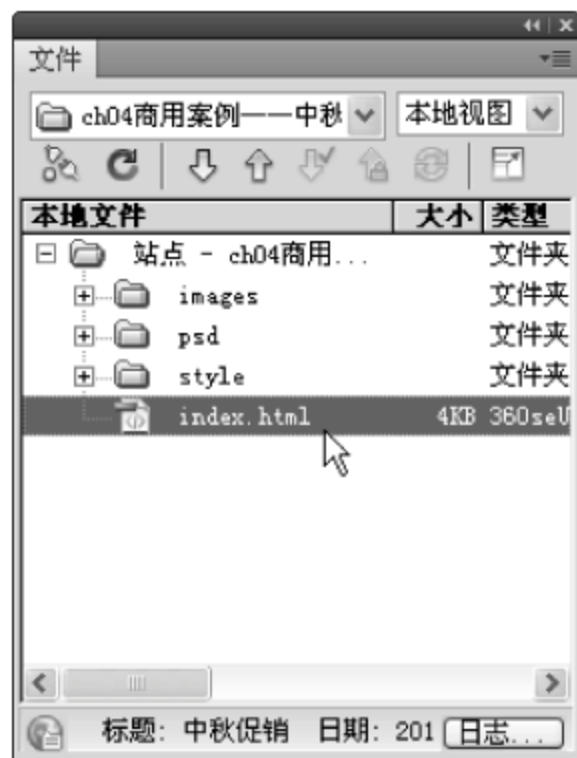 文件
ch04商用案例——中秋 本地视图
本地文件 大小 类型
站点 - ch04商用... 文件夹
images 文件夹
psd 文件夹
style 文件夹
index.html 4KB 360seU
标题: 中秋促销 日期: 201 日志...